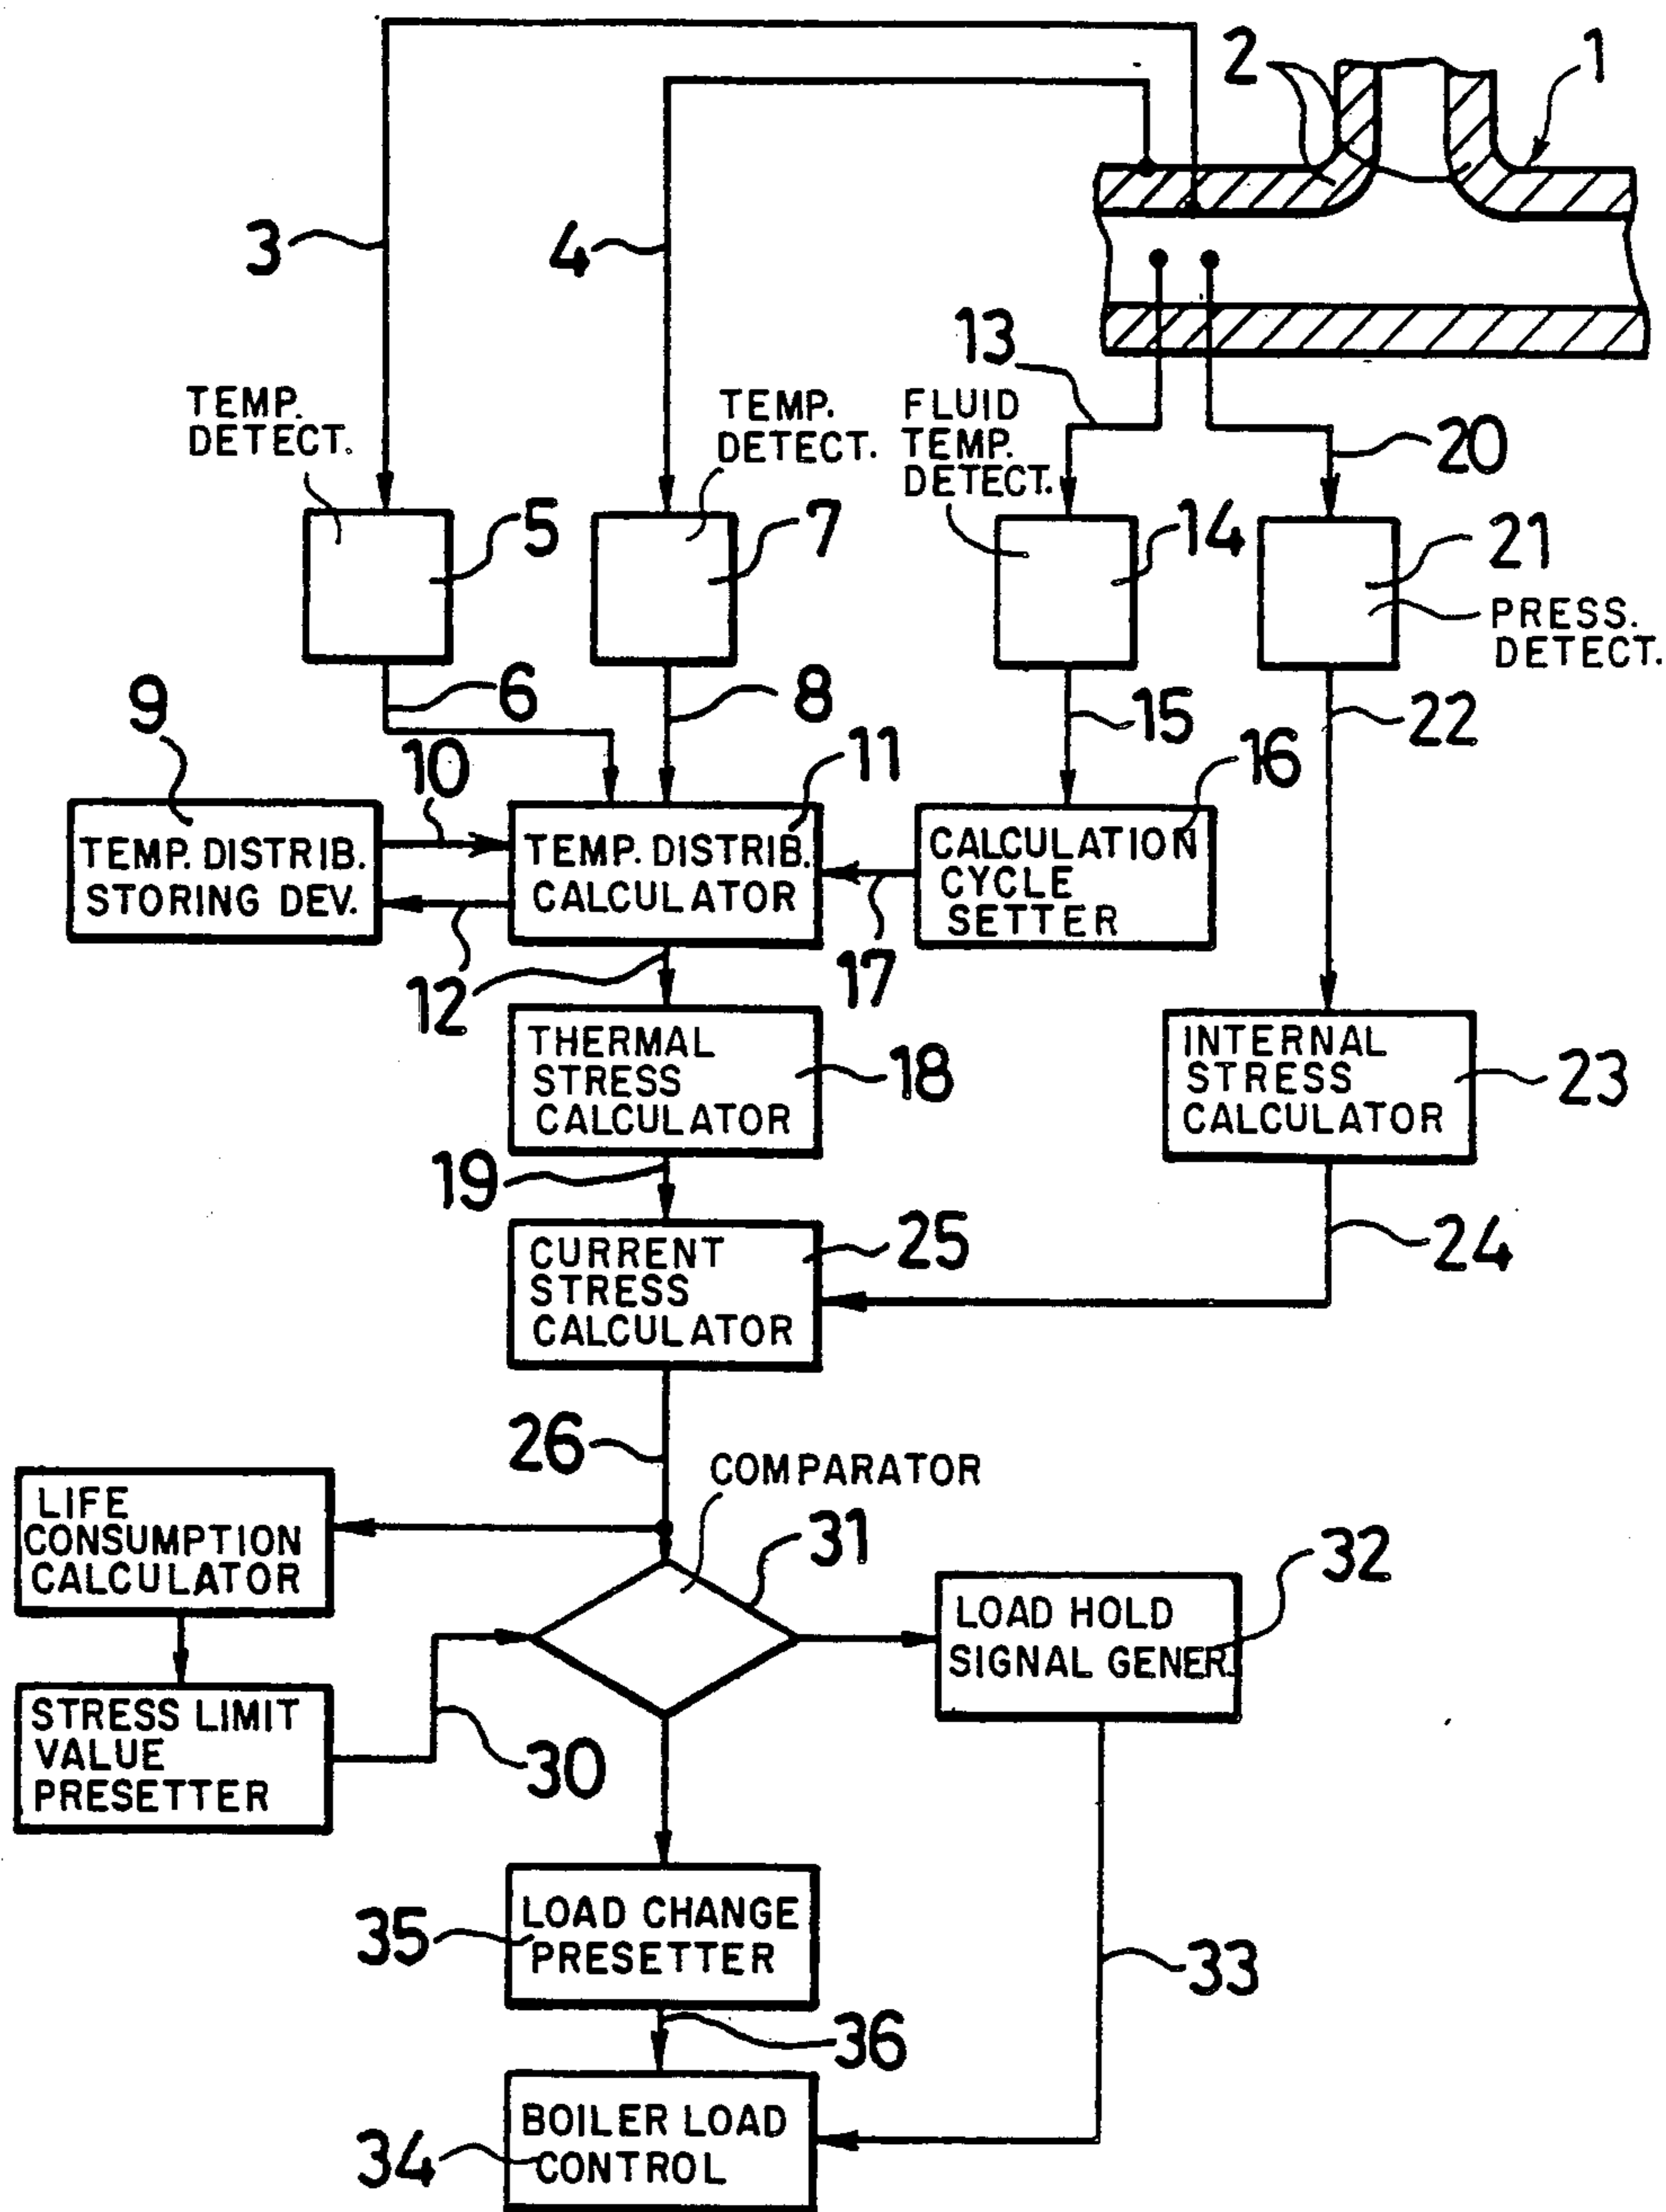 2
1
3
4
13
20
TEMP.
DETECT.
TEMP.
DETECT.
FLUID
TEMP.
DETECT.
5
7
14
21
PRESS.
DETECT.
6
8
15
22
9
10
11
16
TEMP. DISTRIB.
STORING DEV.
TEMP. DISTRIB.
CALCULATOR
CALCULATION
CYCLE
SETTER
12
17
THERMAL
STRESS
CALCULATOR
18
INTERNAL
STRESS
CALCULATOR
23
19
24
CURRENT
STRESS
CALCULATOR
25
26
COMPARATOR
LIFE
CONSUMPTION
CALCULATOR
31
32
LOAD HOLD
SIGNAL GENER.
STRESS LIMIT
VALUE
PRESETTER
30
LOAD CHANGE
PRESETTER
35
33
36
BOILER LOAD
CONTROL
34